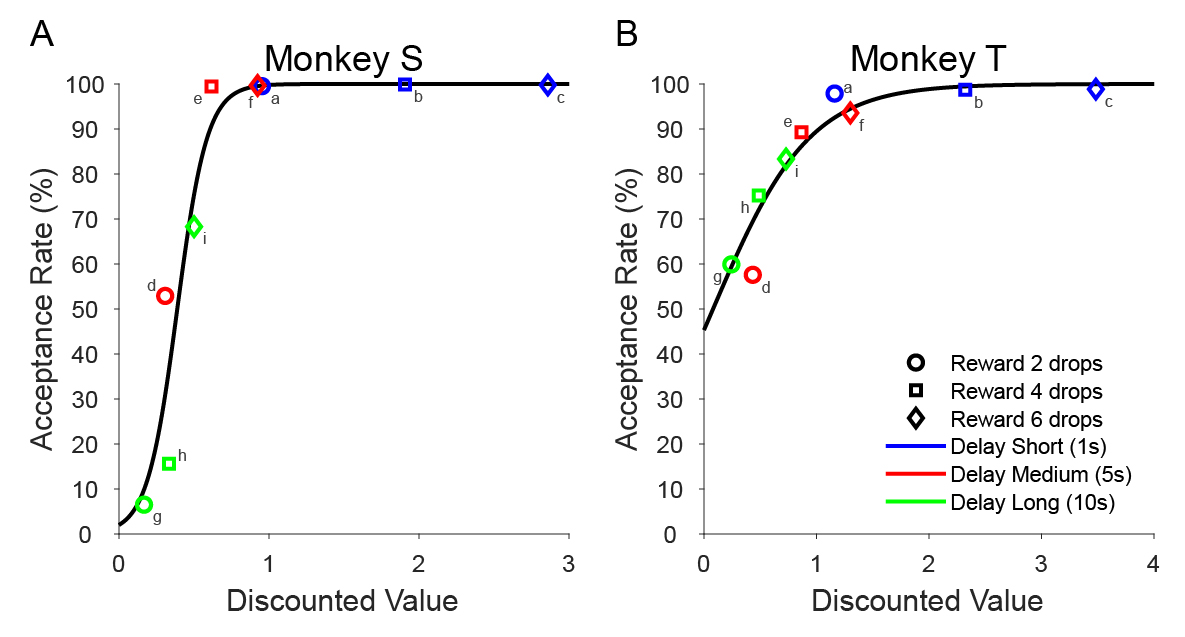 A
Monkey S
Acceptance Rate (%)
100
90
80
70
60
50
40
30
20
10
0
e
f
a
b
c
i
d
h
g
0
1
2
3
Discounted Value
B
Monkey T
Acceptance Rate (%)
100
90
80
70
60
50
40
30
20
10
0
a
b
c
e
f
i
h
g
d
Reward 2 drops
Reward 4 drops
Reward 6 drops
Delay Short (1s)
Delay Medium (5s)
Delay Long (10s)
0
1
2
3
4
Discounted Value